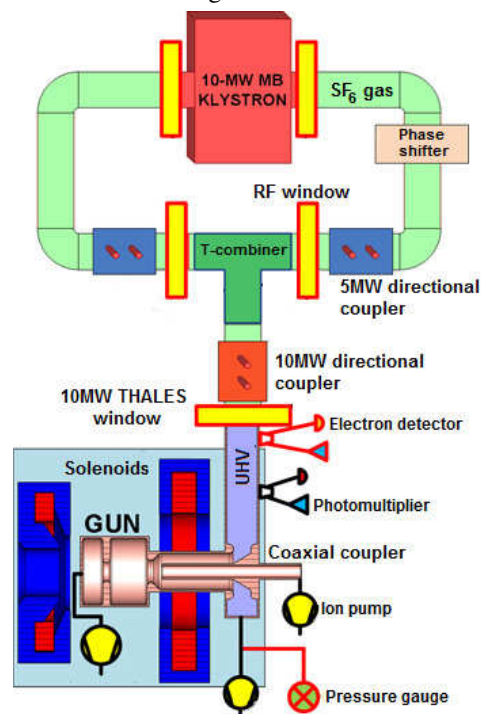 10-MW MB
KLYSTRON
SF6 gas
Phase
shifter
RF window
T-combiner
5MW directional
coupler
10MW directional
coupler
10MW THALES
window
Electron detector
Solenoids
UHV
Photomultiplier
GUN
Coaxial coupler
Ion pump
Pressure gauge